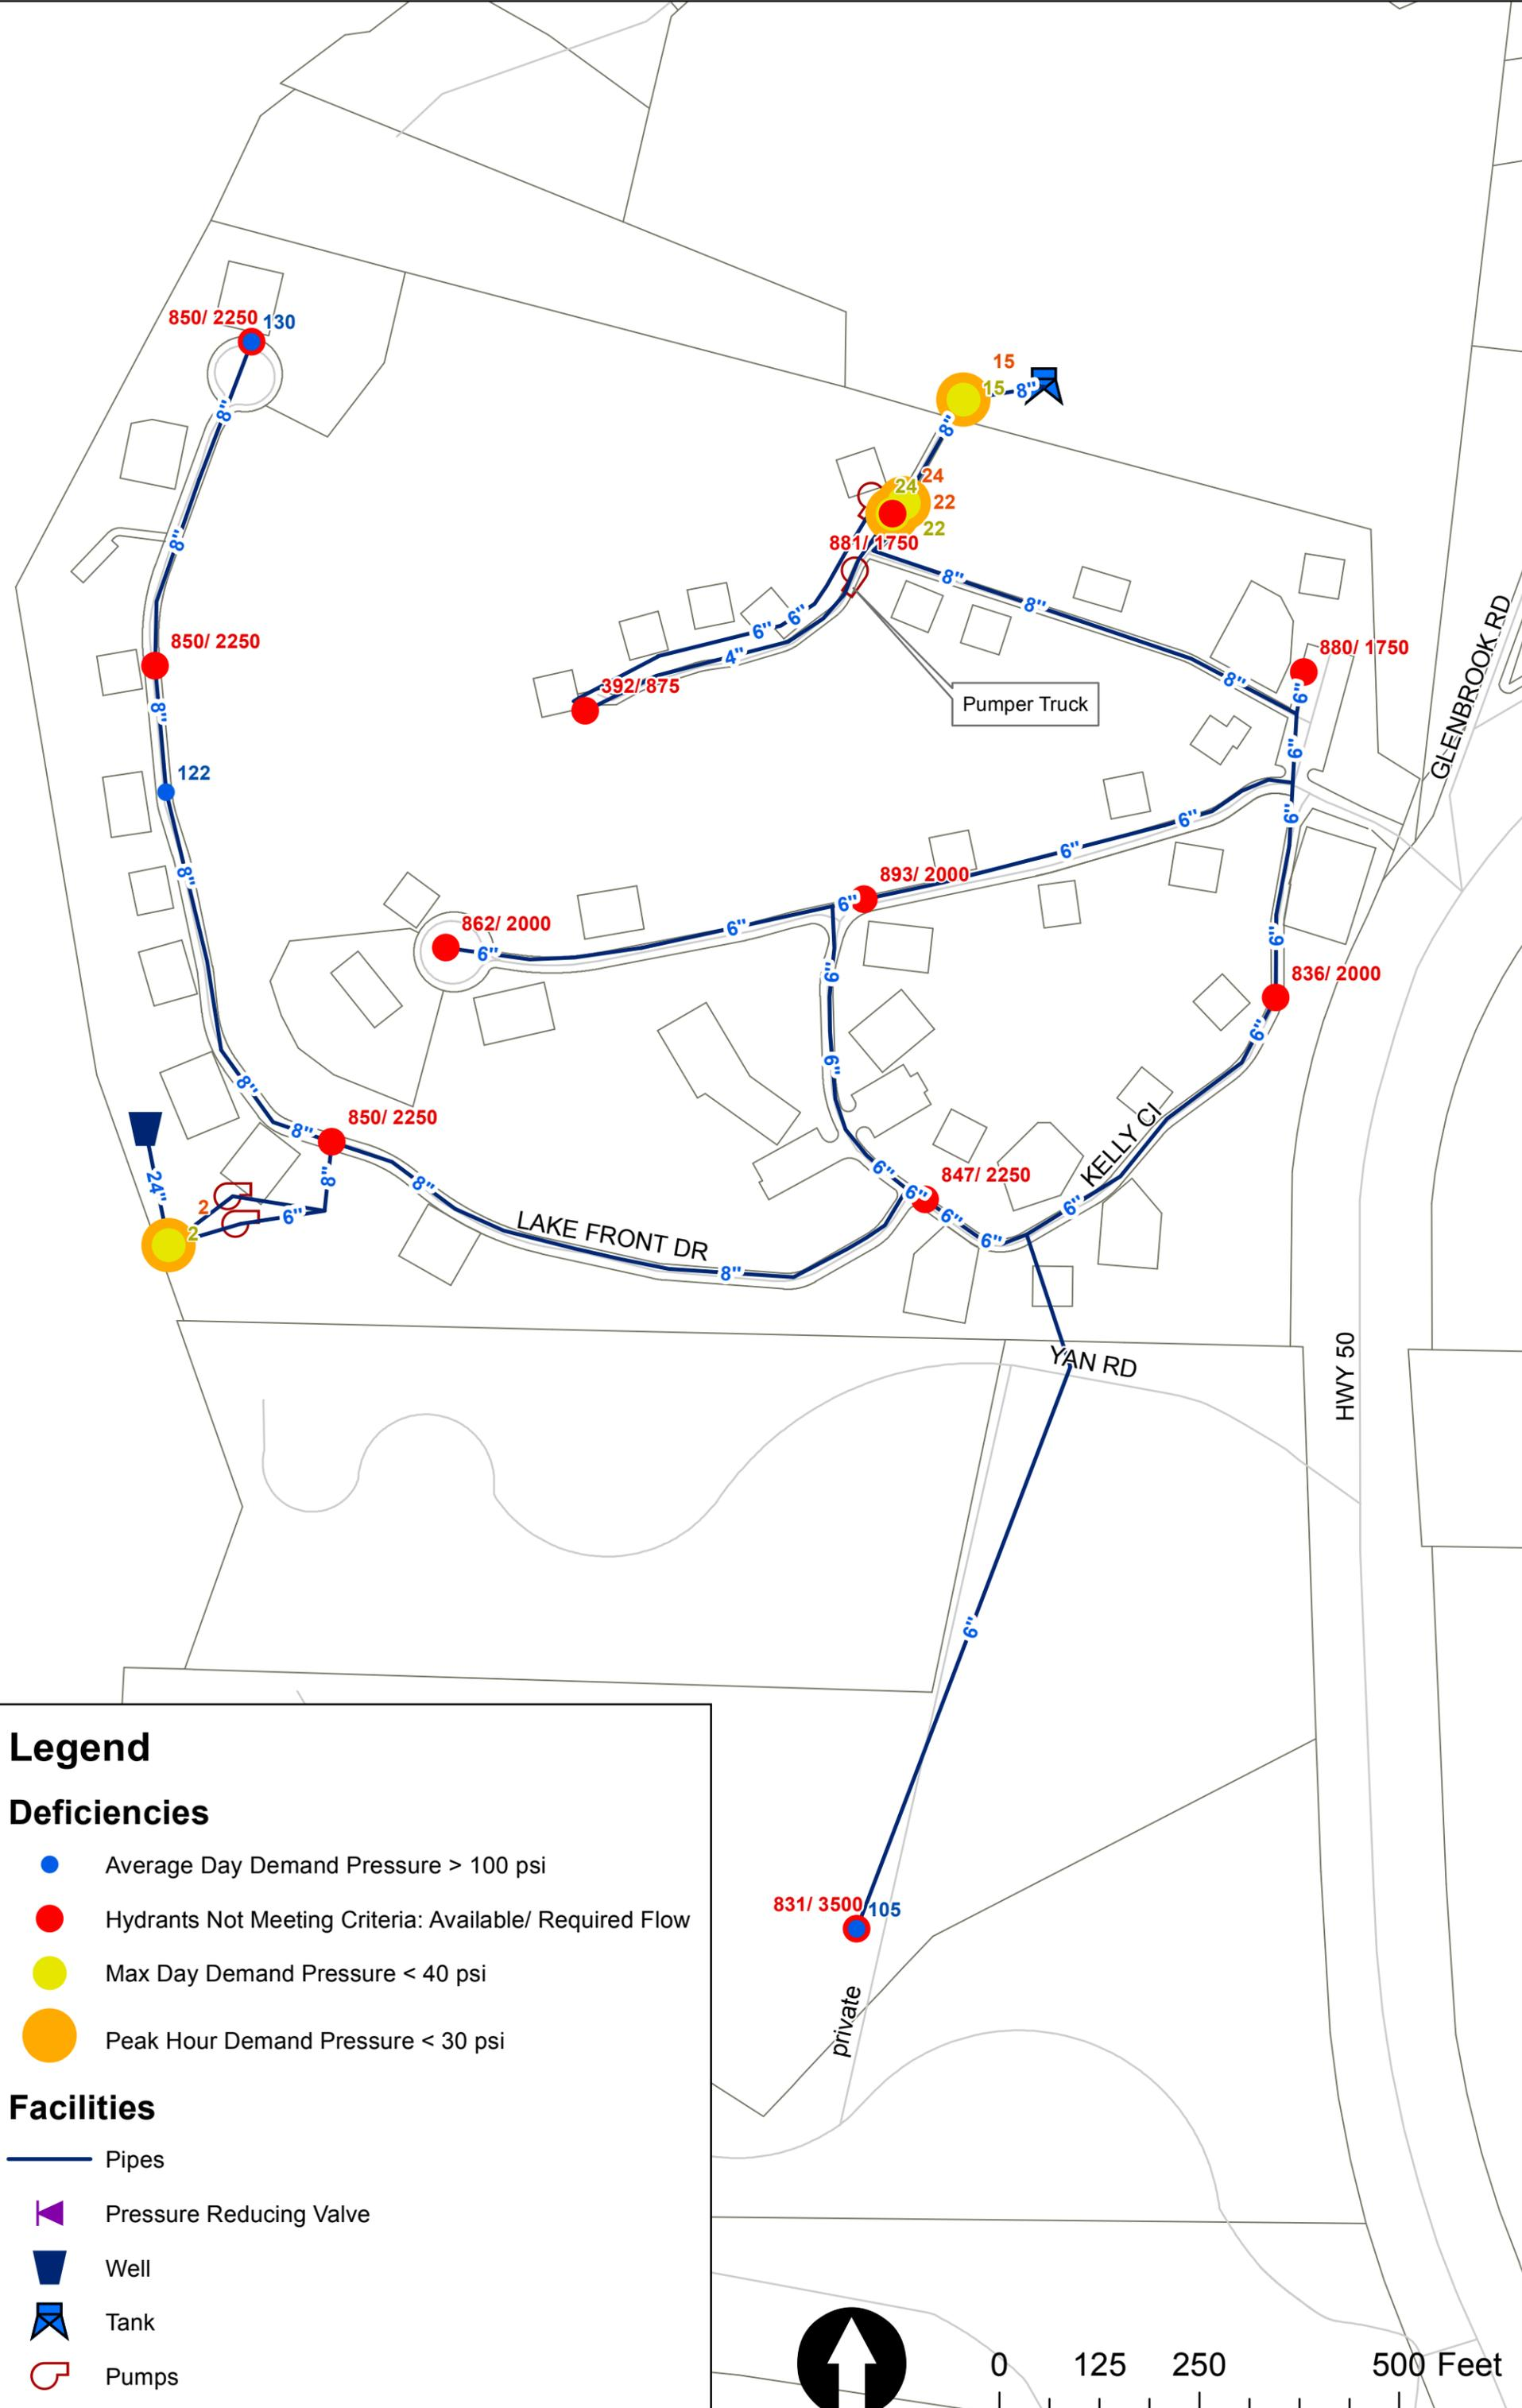 850/ 2250 130
8"
8"
850/ 2250
8"
122
8"
15
15 8"
8"
24
24
22
22
881/ 1750
8"
8"
6" 6"
4"
392/ 875
Pumper Truck
8"
880/ 1750
6"
6"
6"
GLENBROOK RD
6"
6"
893/ 2000
6"
6"
862/ 2000
6"
6"
6"
6"
836/ 2000
6"
8"
8"
850/ 2250
8"
8"
24"
2
2
6"
LAKE FRONT DR
8"
6"
6"
847/ 2250
6"
6"
6"
KELLY CI
YAN RD
HWY 50
6"
831/ 3500 105
private
Legend
Deficiencies
Average Day Demand Pressure > 100 psi
Hydrants Not Meeting Criteria: Available/ Required Flow
Max Day Demand Pressure < 40 psi
Peak Hour Demand Pressure < 30 psi
Facilities
Pipes
Pressure Reducing Valve
Well
Tank
Pumps
0 125 250 500 Feet